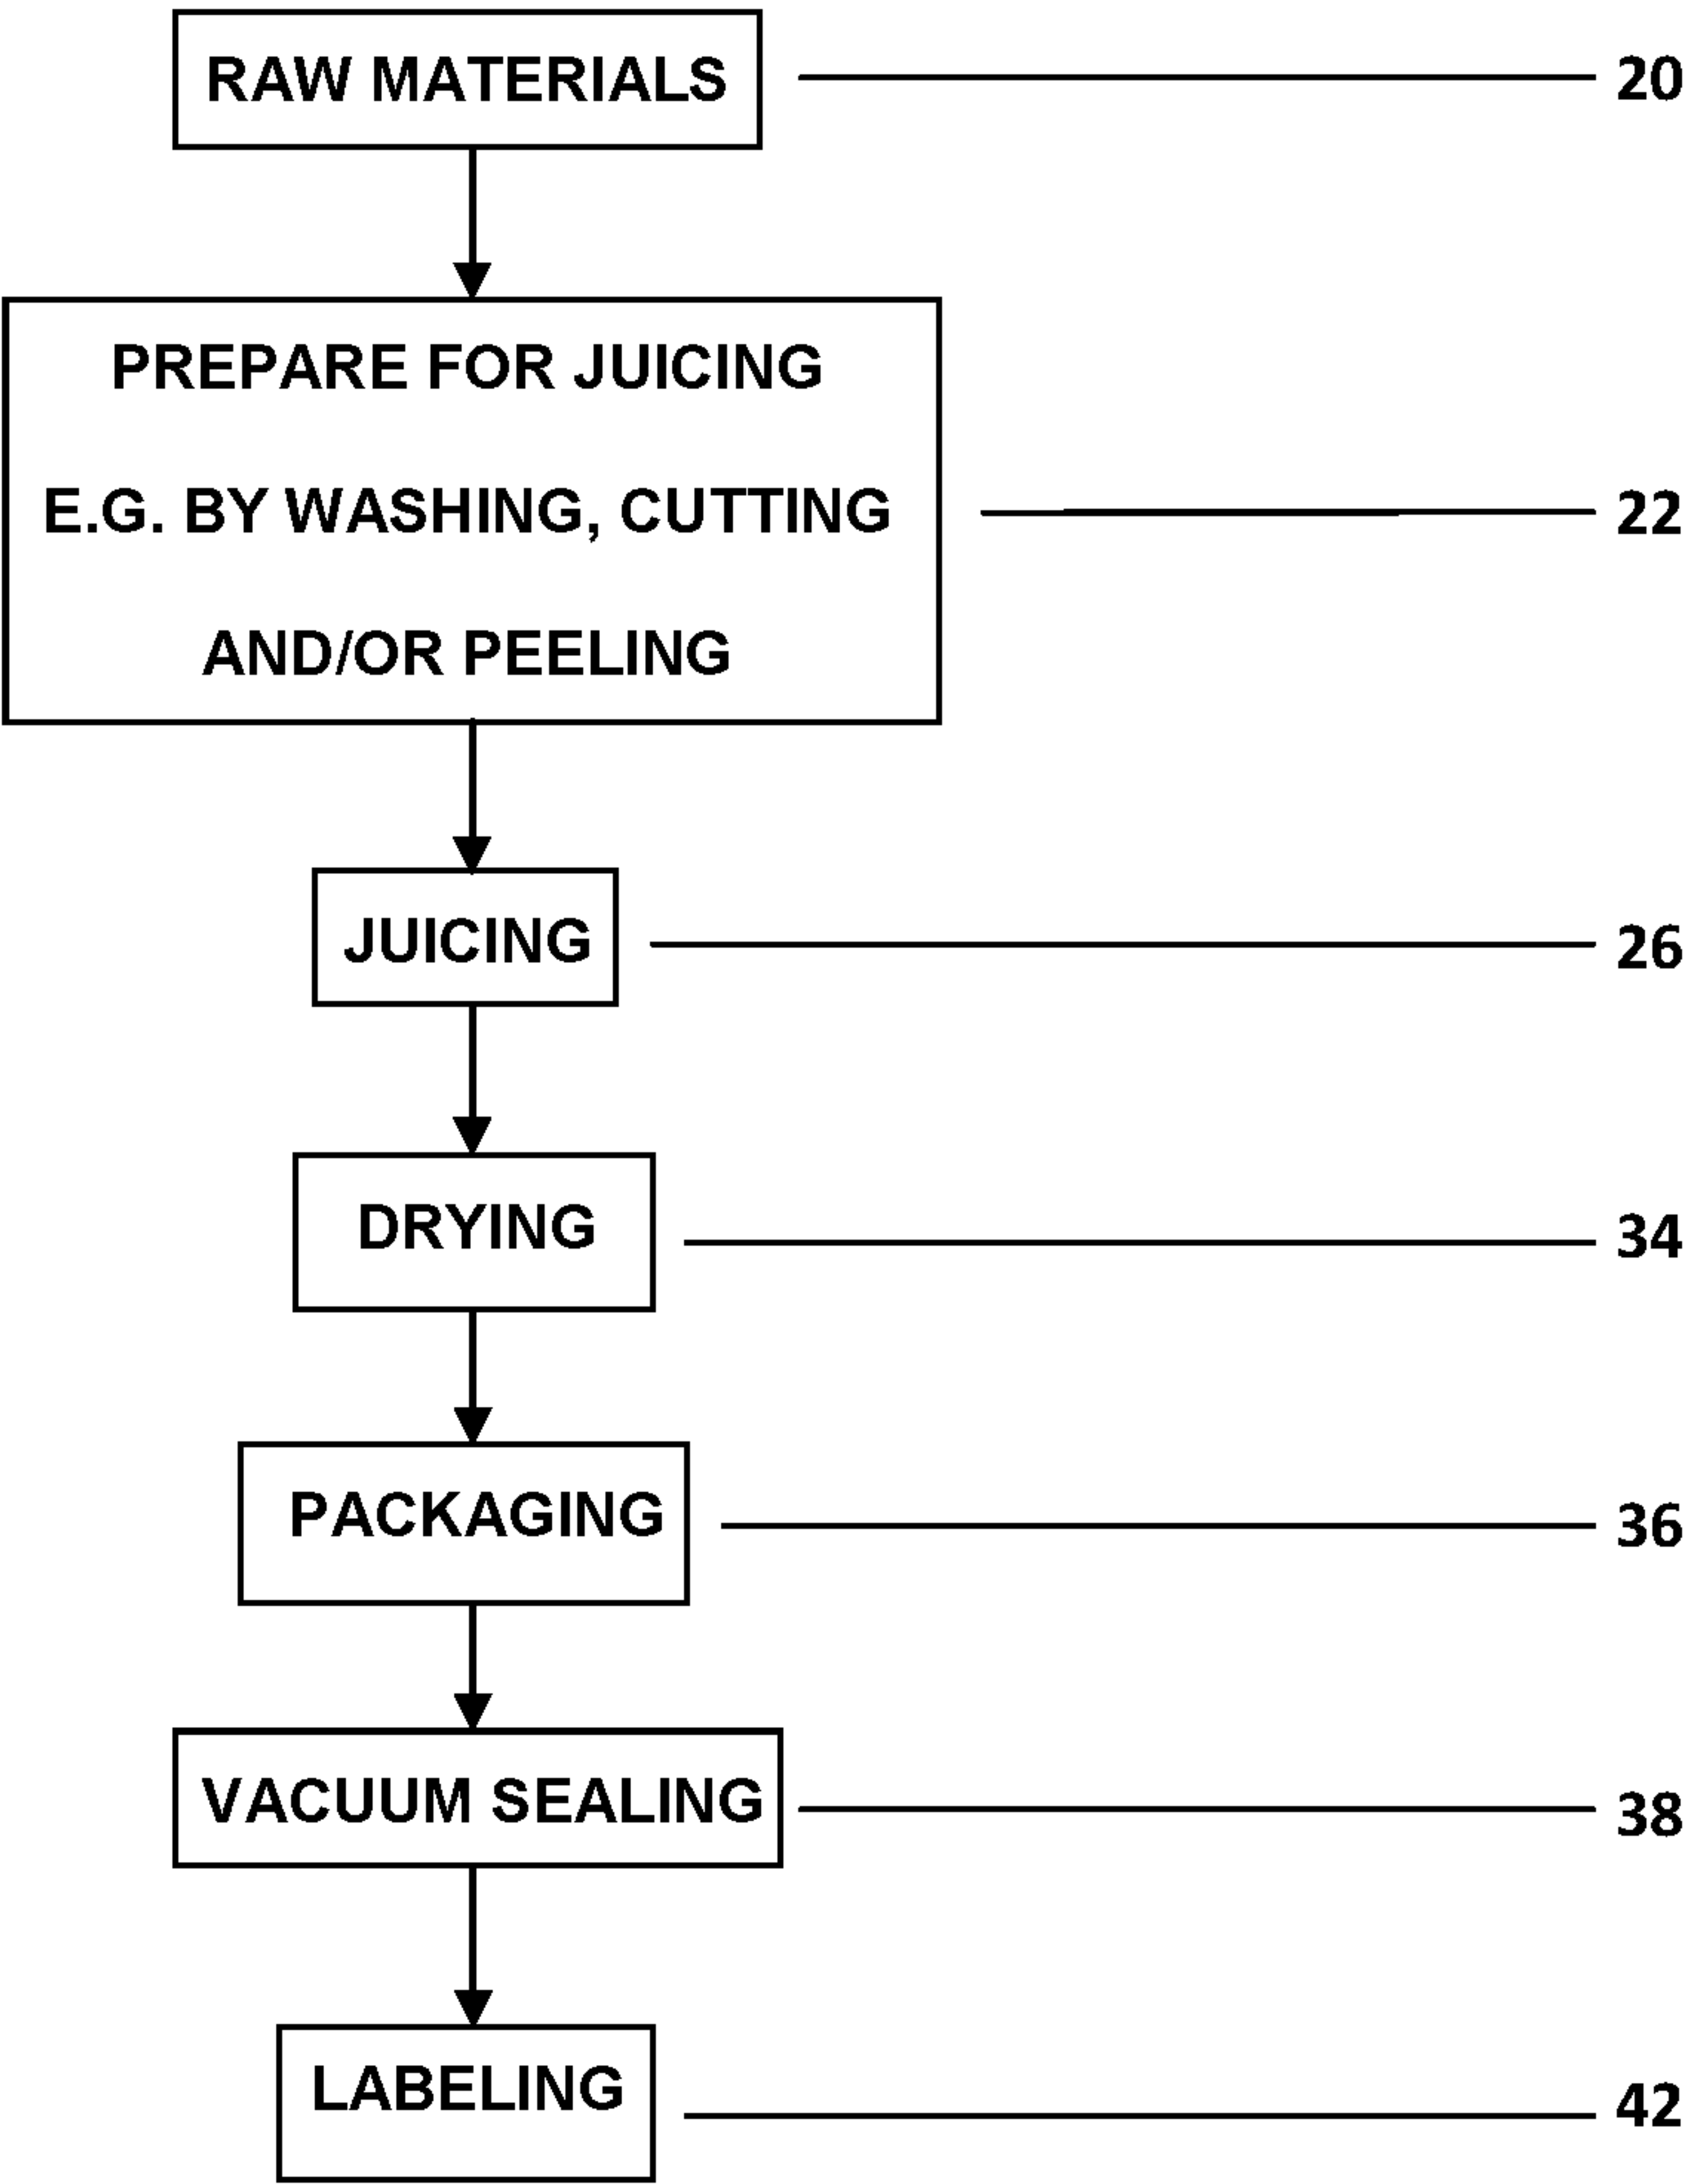 RAW MATERIALS 20
PREPARE FOR JUICING
E.G. BY WASHING, CUTTING 22
AND/OR PEELING
JUICING 26
DRYING 34
PACKAGING 36
VACUUM SEALING 38
LABELING 42